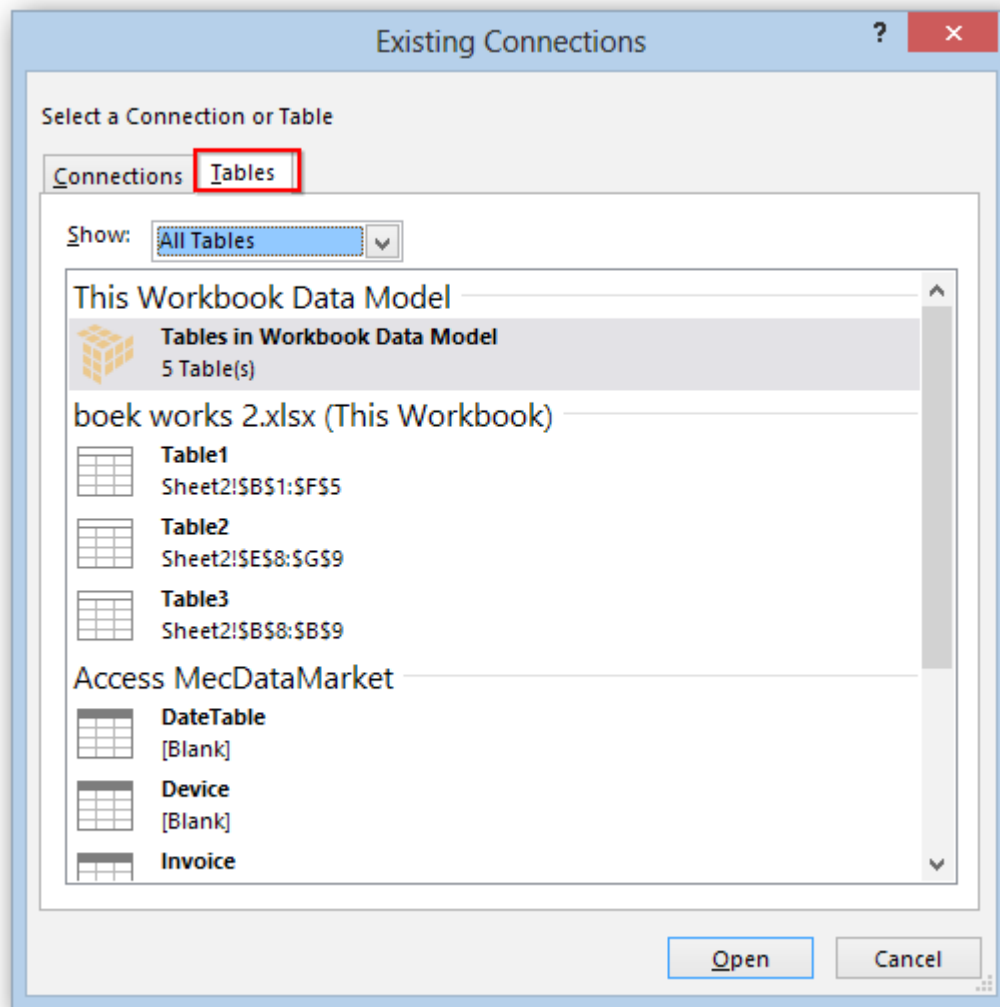 Existing Connections
?
Select a Connection or Table
Connections
Tables
Show:
All Tables
This Workbook Data Model
Tables in Workbook Data Model
5 Table(s)
boek works 2.xlsx (This Workbook)
Table1
Sheet2!$B$1:$F$5
Table2
Sheet2!$E$8:$G$9
Table3
Sheet2!$B$8:$B$9
Access MecDataMarket
DateTable
[Blank]
Device
[Blank]
Invoice
Open
Cancel